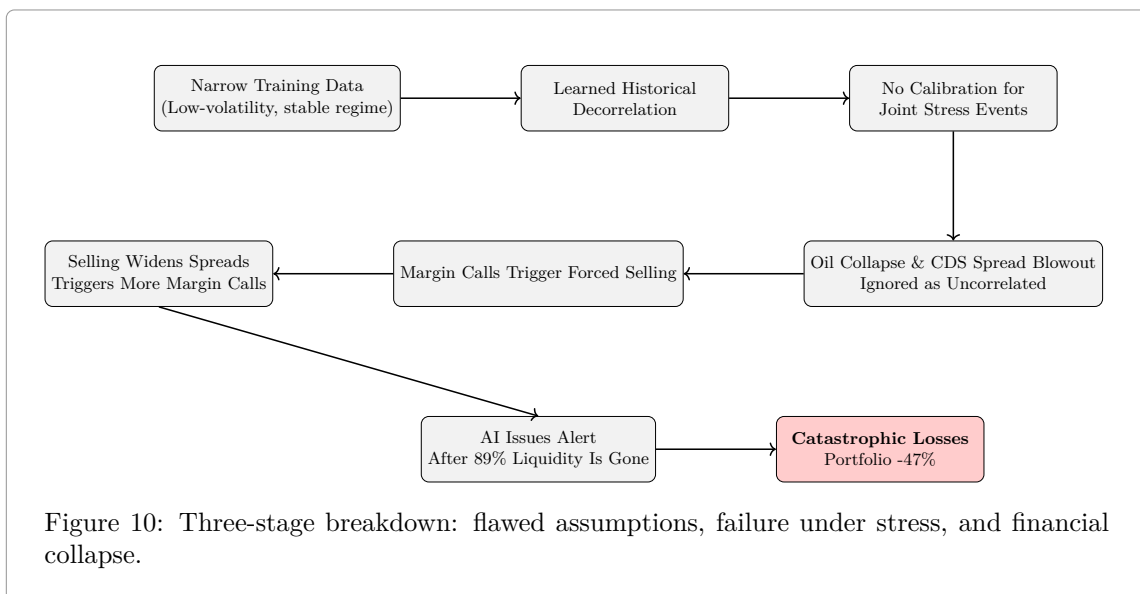 Narrow Training Data
(Low-volatility, stable regime)
Learned Historical
Decorrelation
No Calibration for
Joint Stress Events
Oil Collapse & CDS Spread Blowout
Ignored as Uncorrelated
Margin Calls Trigger Forced Selling
Selling Widens Spreads
Triggers More Margin Calls
AI Issues Alert
After 89% Liquidity Is Gone
Catastrophic Losses
Portfolio -47%
Figure 10: Three-stage breakdown: flawed assumptions, failure under stress, and financial
collapse.